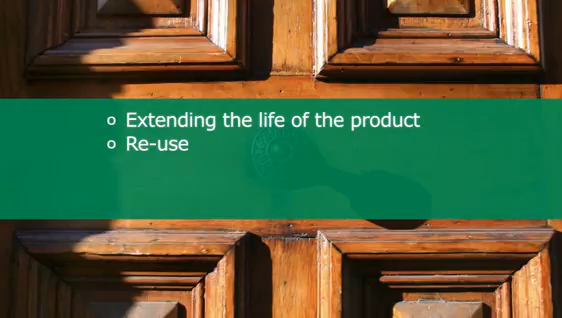 Extending the life of the product
Re-use